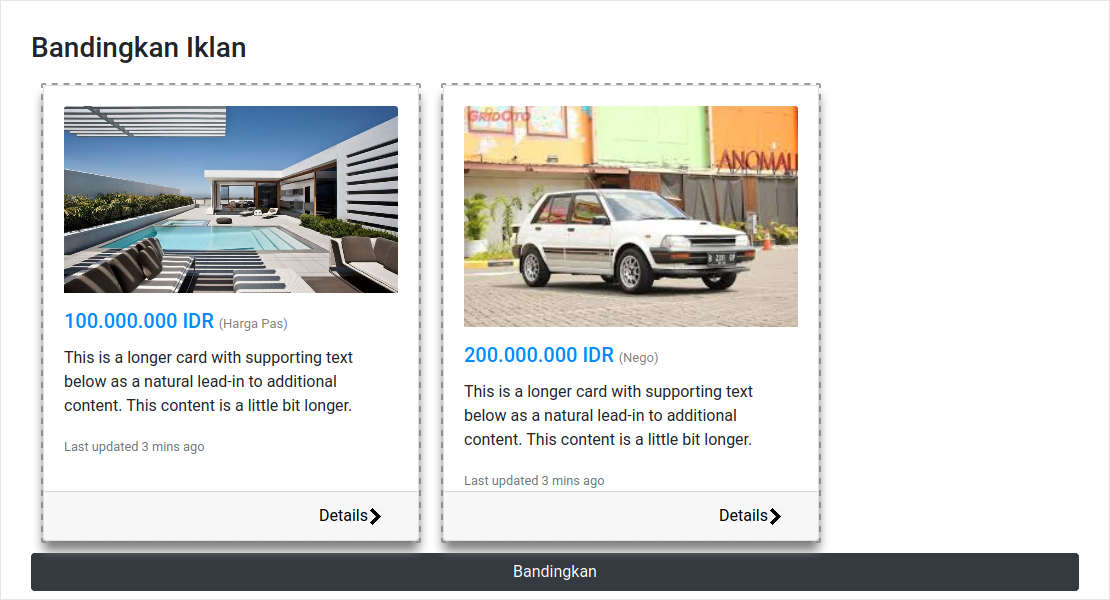 Bandingkan Iklan
100.000.000 IDR (Harga Pas)
This is a longer card with supporting text
below as a natural lead-in to additional
content. This content is a little bit longer.
Last updated 3 mins ago
Details
GRIDOTO
ANOMALI
200.000.000 IDR (Nego)
This is a longer card with supporting text
below as a natural lead-in to additional
content. This content is a little bit longer.
Last updated 3 mins ago
Details
Bandingkan